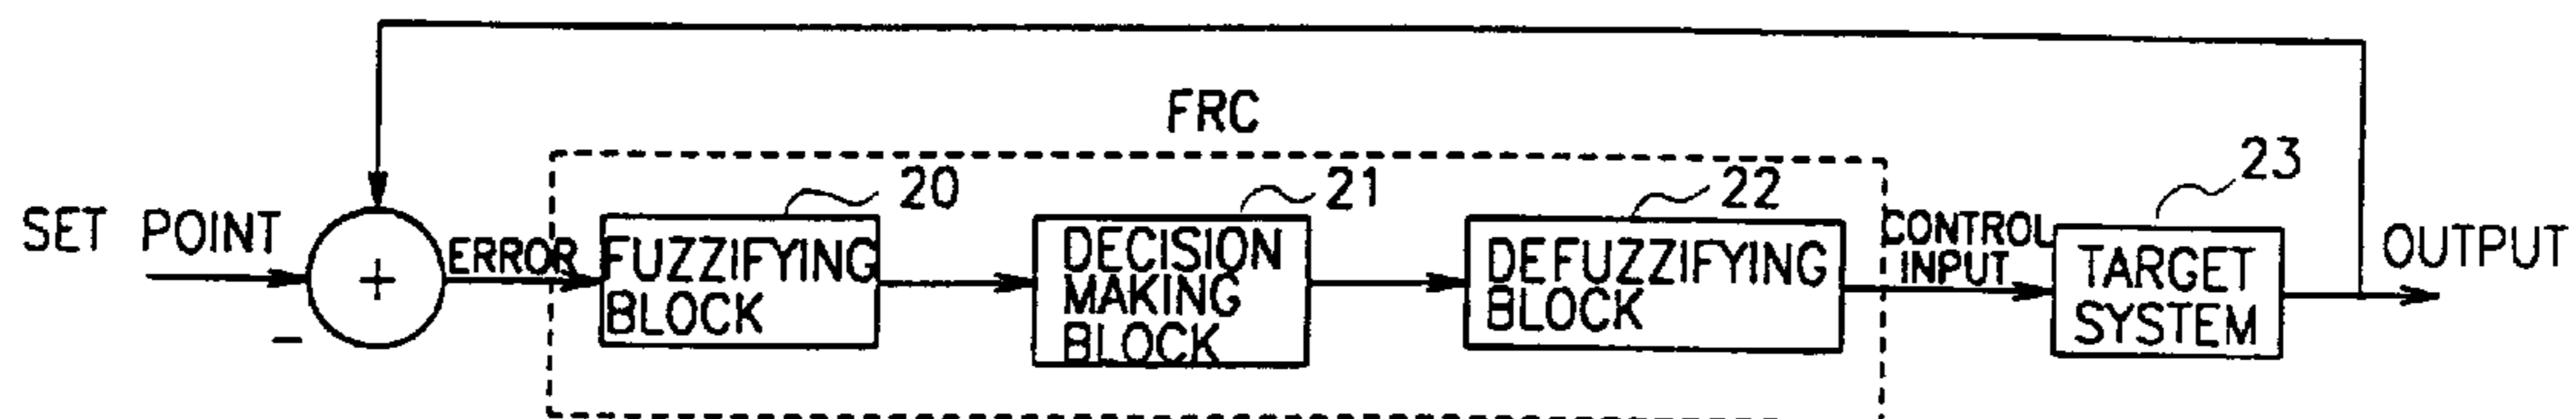 FRC
20
21
22
23
SET POINT
+
−
ERROR
FUZZIFYING
BLOCK
DECISION
MAKING
BLOCK
DEFUZZIFYING
BLOCK
CONTROL
INPUT
TARGET
SYSTEM
OUTPUT